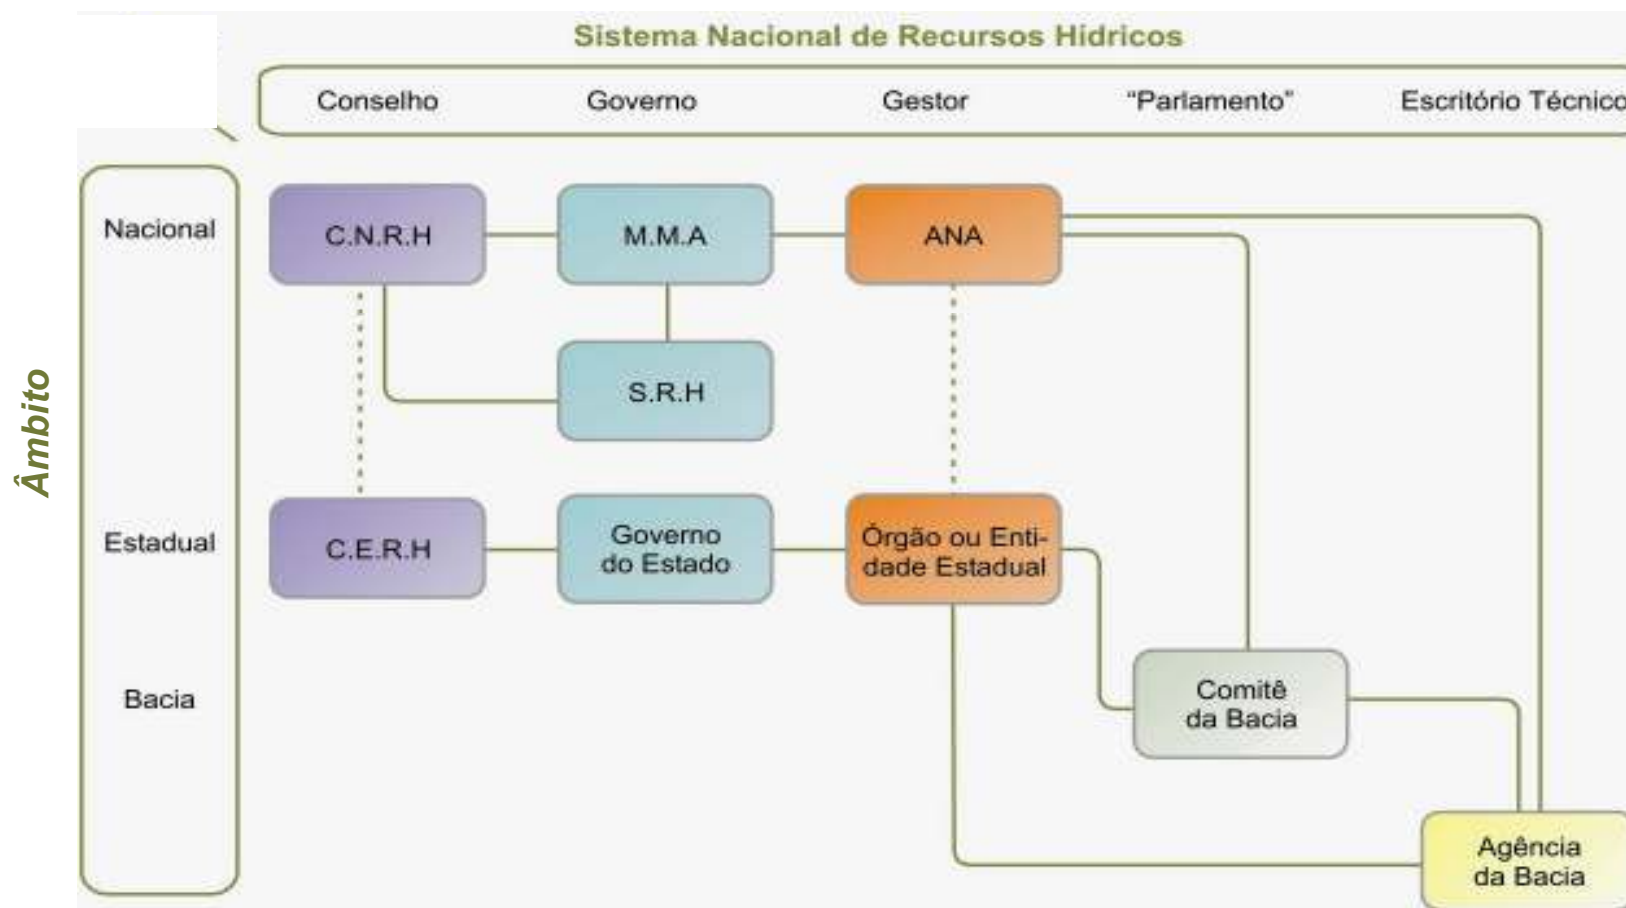 Sistema Nacional de Recursos Hídricos
Conselho
Governo
Gestor
“Parlamento”
Escritório Técnico
Âmbito
Nacional
C.N.R.H
M.M.A
ANA
S.R.H
Estadual
C.E.R.H
Governo
do Estado
Órgão ou Enti-
dade Estadual
Bacia
Comitê
da Bacia
Agência
da Bacia